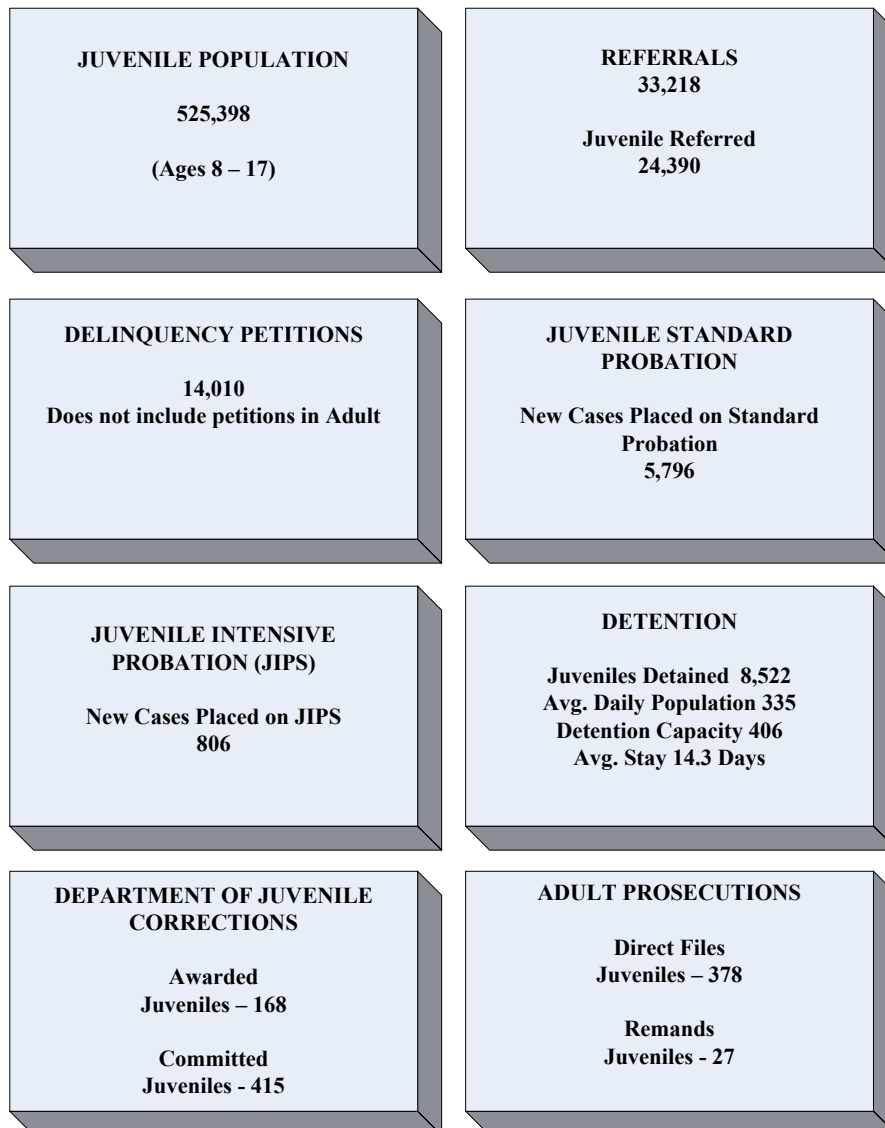 JUVENILE POPULATION
525,398
(Ages 8 – 17)
REFERRALS
33,218
Juvenile Referred
24,390
DELINQUENCY PETITIONS
14,010
Does not include petitions in Adult
JUVENILE STANDARD
PROBATION
New Cases Placed on Standard
Probation
5,796
JUVENILE INTENSIVE
PROBATION (JIPS)
New Cases Placed on JIPS
806
DETENTION
Juveniles Detained 8,522
Avg. Daily Population 335
Detention Capacity 406
Avg. Stay 14.3 Days
DEPARTMENT OF JUVENILE
CORRECTIONS
Awarded
Juveniles – 168
Committed
Juveniles - 415
ADULT PROSECUTIONS
Direct Files
Juveniles – 378
Remands
Juveniles - 27